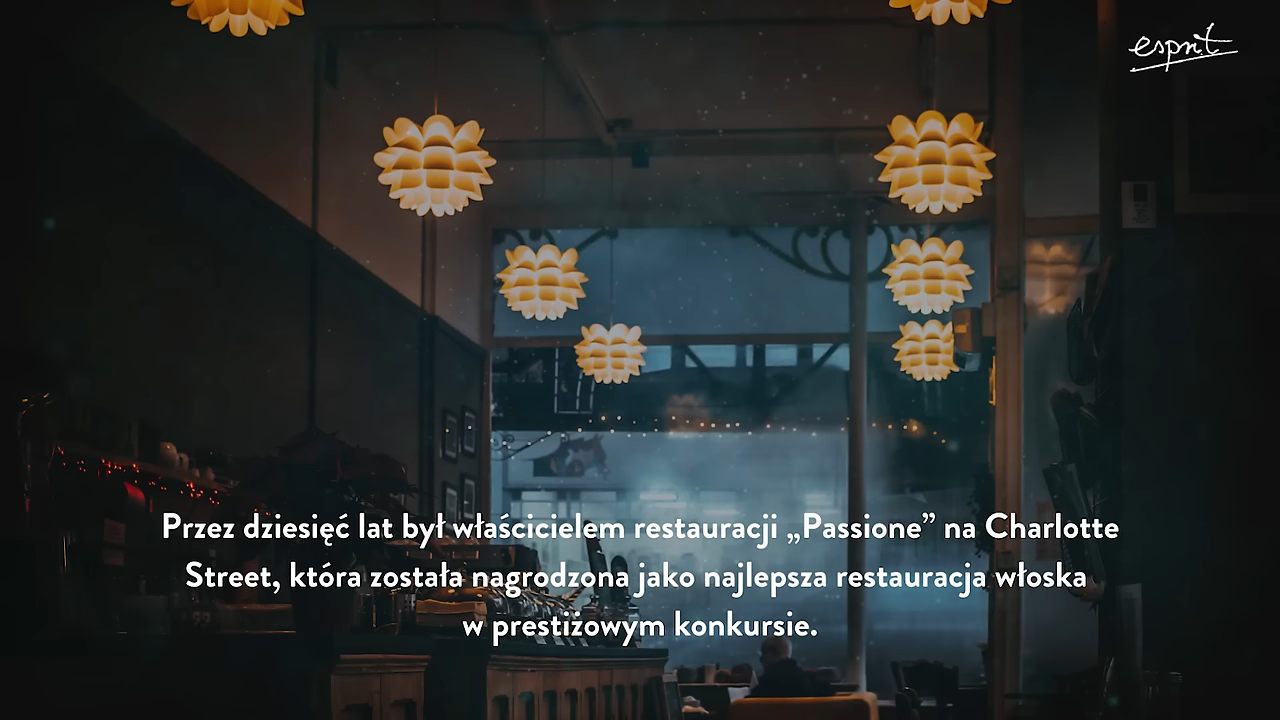 esprit
Przez dziesięć lat był właścicielem restauracji „Passione” na Charlotte
Street, która została nagrodzona jako najlepsza restauracja włoska
w prestiżowym konkursie.